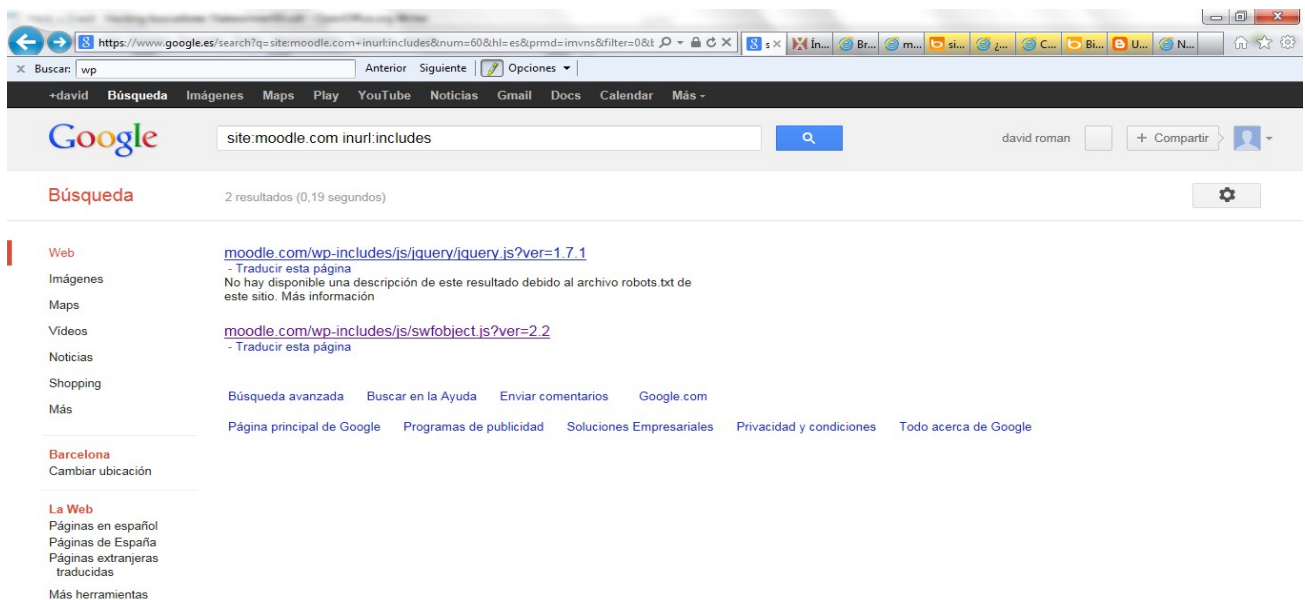 https://www.google.es/search?q=site:moodle.com+inurl:includes&num=60&hl=es&prmd=imvns&filter=0&t
s
Ín...
Br...
m...
si...
¿...
C...
Bi...
U...
N...
Buscar: wp
Anterior Siguiente Opciones
+david Búsqueda Imágenes Maps Play YouTube Noticias Gmail Docs Calendar Más
Google
site:moodle.com inurl:includes
david roman
+ Compartir
Búsqueda
2 resultados (0,19 segundos)
Web
Imágenes
Maps
Vídeos
Noticias
Shopping
Más
Barcelona
Cambiar ubicación
La Web
Páginas en español
Páginas de España
Páginas extranjeras
traducidas
Más herramientas
moodle.com/wp-includes/js/jquery/jquery.js?ver=1.7.1
- Traducir esta página
No hay disponible una descripción de este resultado debido al archivo robots.txt de
este sitio. Más información
moodle.com/wp-includes/js/swfobject.js?ver=2.2
- Traducir esta página
Búsqueda avanzada Buscar en la Ayuda Enviar comentarios Google.com
Página principal de Google Programas de publicidad Soluciones Empresariales Privacidad y condiciones Todo acerca de Google